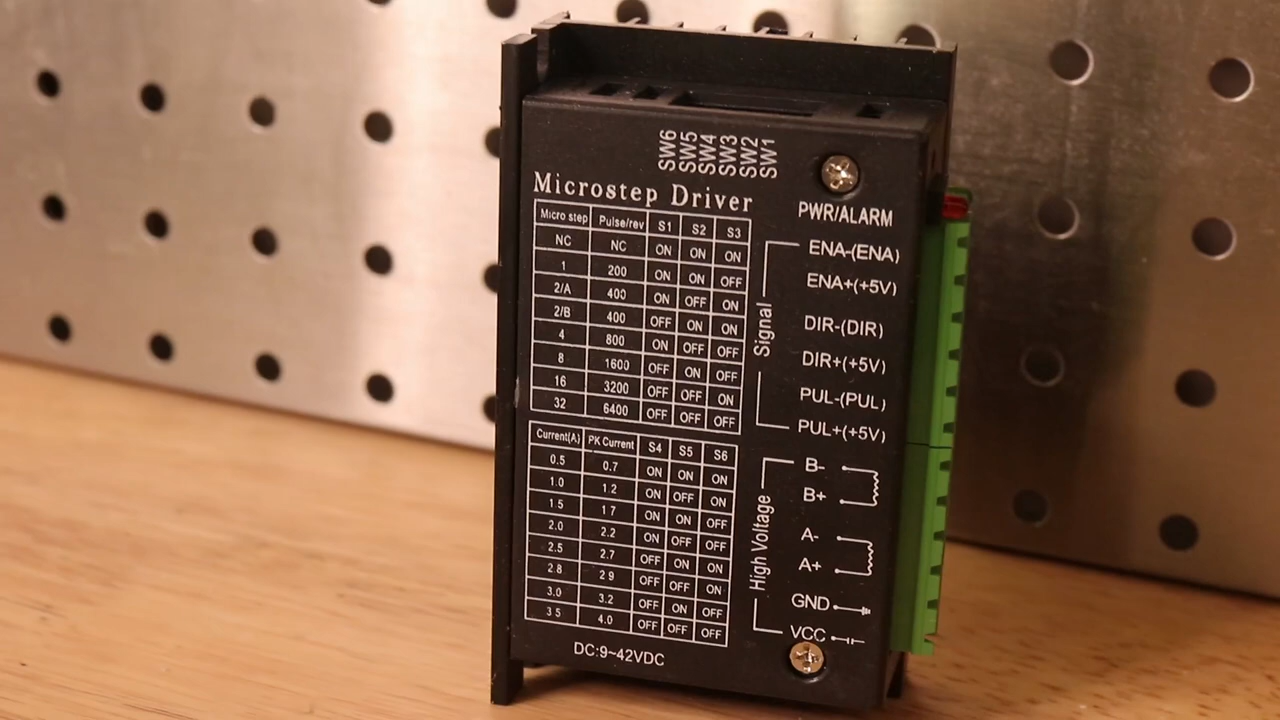 SW6
SW5
SW4
SW3
SW2
SW1
Microstep Driver
Micro step Pulse/rev S1 S2 S3
NC NC ON ON ON
1 200 ON ON OFF
2/A 400 ON OFF ON
2/B 400 OFF ON ON
4 800 ON OFF OFF
8 1600 OFF ON OFF
16 3200 OFF OFF ON
32 6400 OFF OFF OFF
Current(A) PK Current S4 S5 S6
0.5 0.7 ON ON ON
1.0 1.2 ON OFF ON
1.5 1.7 ON ON OFF
2.0 2.2 ON OFF OFF
2.5 2.7 OFF ON ON
2.8 2.9 OFF OFF ON
3.0 3.2 OFF ON OFF
3.5 4.0 OFF OFF OFF
DC:9~42VDC
PWR/ALARM
Signal
ENA-(ENA)
ENA+(+5V)
DIR-(DIR)
DIR+(+5V)
PUL-(PUL)
PUL+(+5V)
High Voltage
B-
B+
A-
A+
GND
VCC